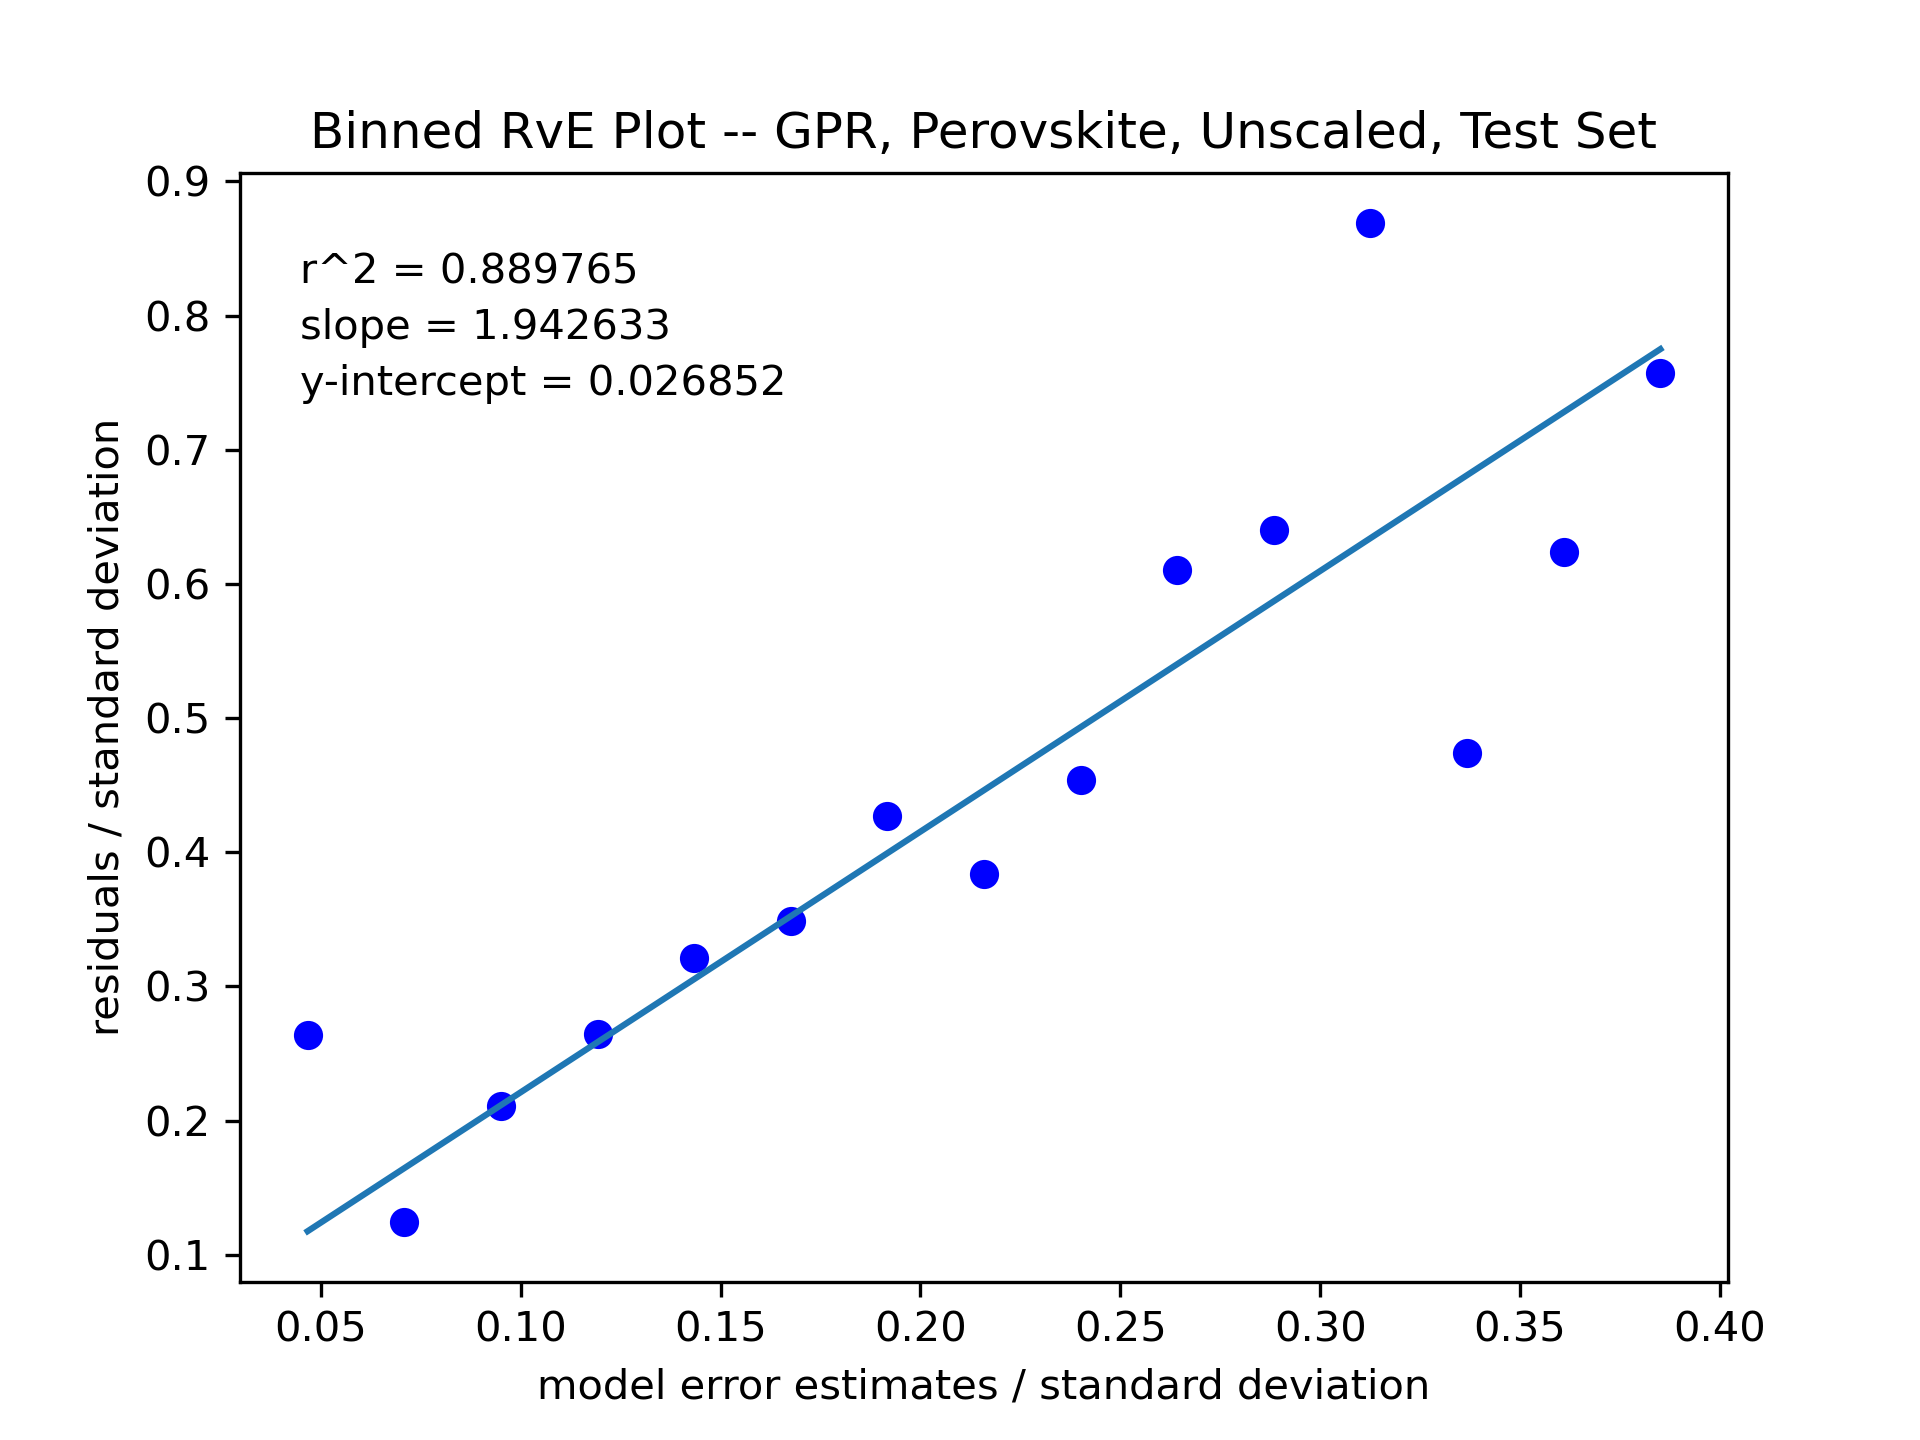 Binned RvE Plot -- GPR, Perovskite, Unscaled, Test Set
r^2 = 0.889765
slope = 1.942633
y-intercept = 0.026852
residuals / standard deviation
0.9
0.8
0.7
0.6
0.5
0.4
0.3
0.2
0.1
0.05 0.10 0.15 0.20 0.25 0.30 0.35 0.40
model error estimates / standard deviation